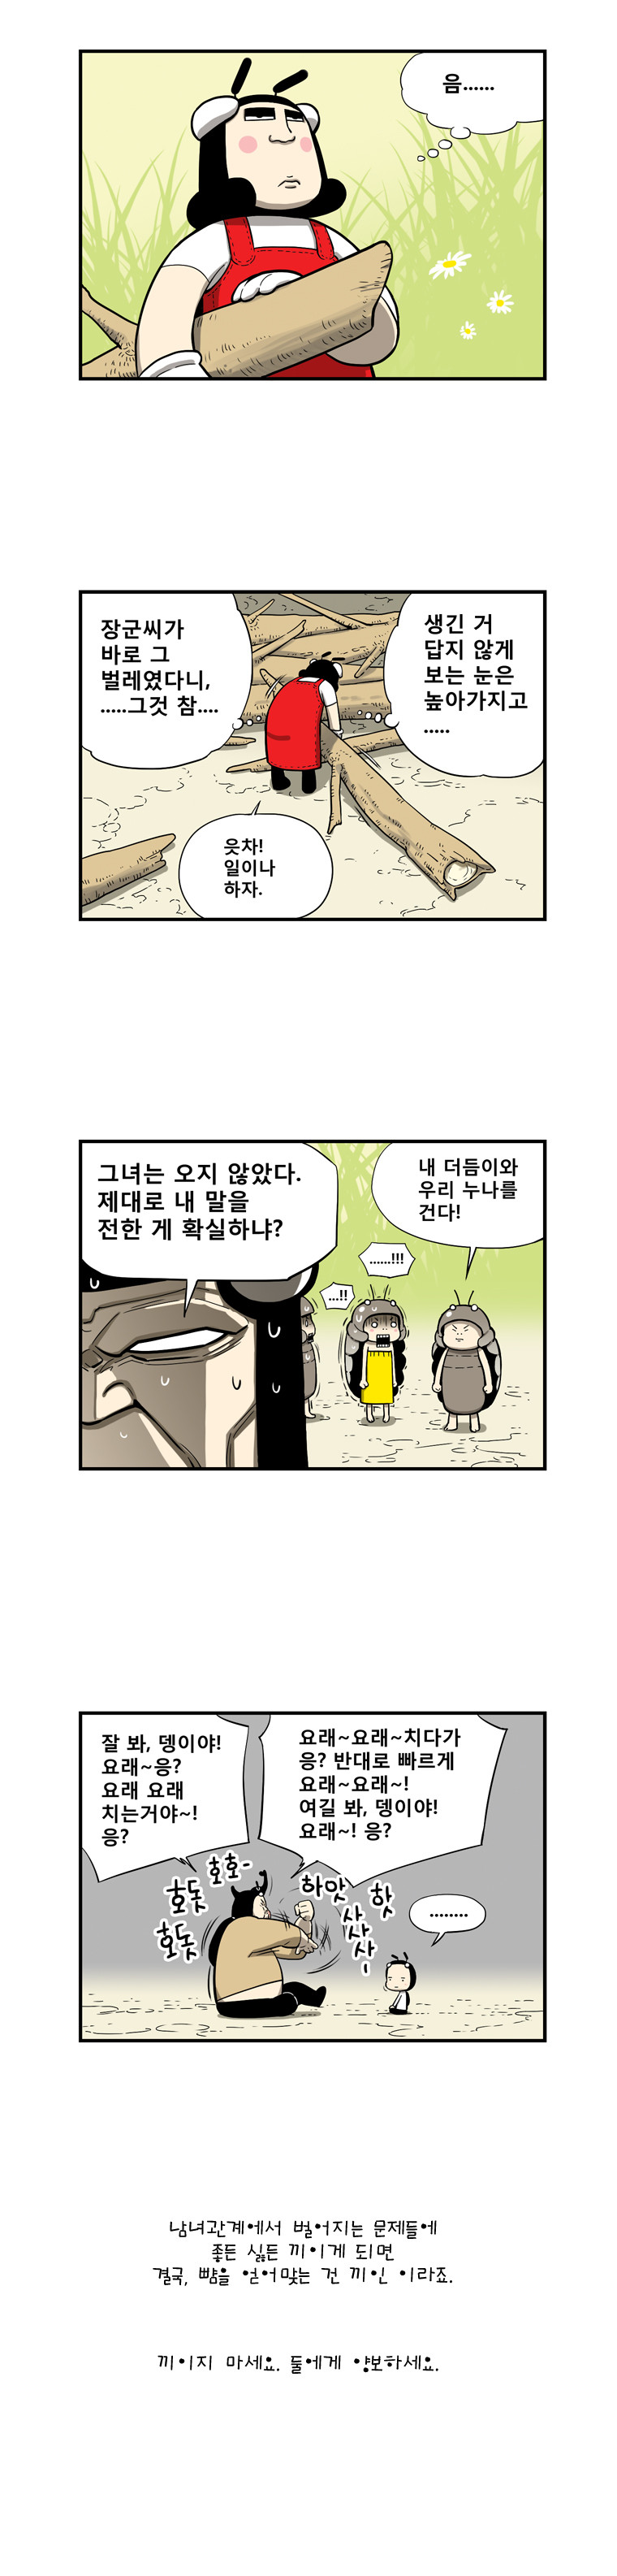 음......
장군씨가
바로 그
벌레였다니,
.....그것 참....
생긴 거
답지 않게
보는 눈은
높아가지고
.....
읏차!
일이나
하자.
그녀는 오지 않았다.
제대로 내 말을
전한 게 확실하냐?
내 더듬이와
우리 누나를
건다!
......!!!
...!!
잘 봐, 뎅이야!
요래~응?
요래 요래
치는거야~!
응?
요래~요래~치다가
응? 반대로 빠르게
요래~요래~!
여길 봐, 뎅이야!
요래~! 응?
호호-
호돗
호돗
하앗
사
사
사
!
핫
........
남녀관계에서 벌어지는 문제들에
좋든 싫든 끼이게 되면
결국, 뺨을 얻어맞는 건 끼인 이라죠.
끼이지 마세요. 둘에게 양보하세요.